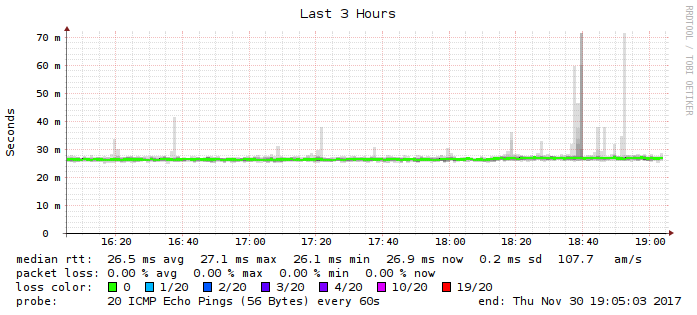 Last 3 Hours
RRDTOOL / TOBI OETIKER
Seconds
70 m
60 m
50 m
40 m
30 m
20 m
10 m
0
16:20 16:40 17:00 17:20 17:40 18:00 18:20 18:40 19:00
median rtt: 26.5 ms avg 27.1 ms max 26.1 ms min 26.9 ms now 0.2 ms sd 107.7 am/s
packet loss: 0.00 % avg 0.00 % max 0.00 % min 0.00 % now
loss color: 0 1/20 2/20 3/20 4/20 10/20 19/20
probe: 20 ICMP Echo Pings (56 Bytes) every 60s end: Thu Nov 30 19:05:03 2017